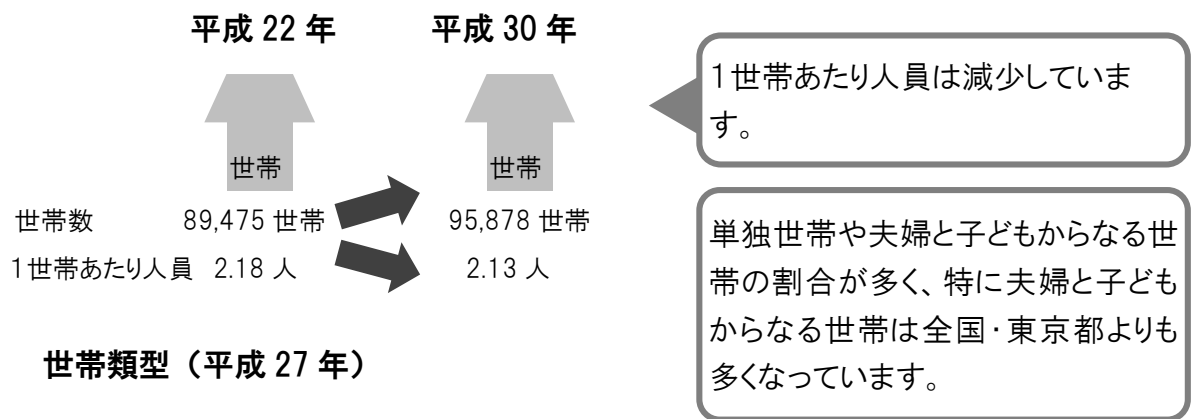 平成 22 年 平成 30 年
世帯 世帯
世帯数 89,475 世帯 95,878 世帯
1世帯あたり人員 2.18 人 2.13 人
世帯類型（平成 27 年）
1世帯あたり人員は減少していま
す。
単独世帯や夫婦と子どもからなる世
帯の割合が多く、特に夫婦と子ども
からなる世帯は全国・東京都よりも
多くなっています。